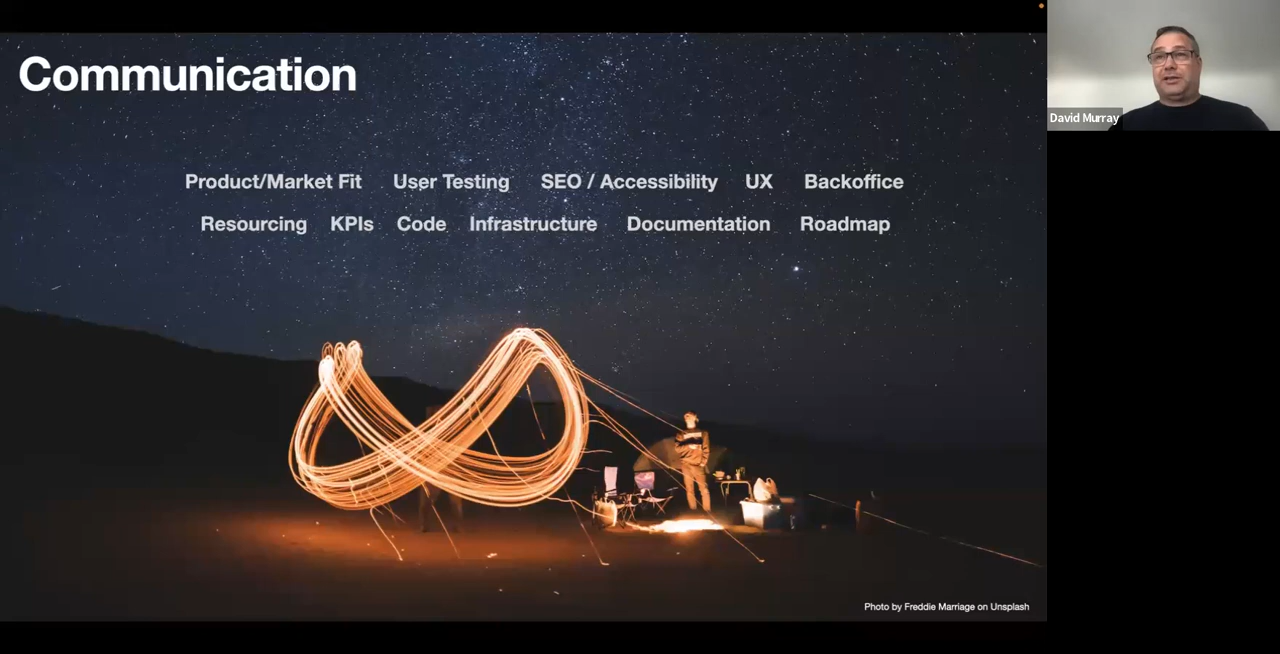 Communication
Product/Market Fit User Testing SEO / Accessibility UX Backoffice
Resourcing KPIs Code Infrastructure Documentation Roadmap
Photo by Freddie Marriage on Unsplash
David Murray